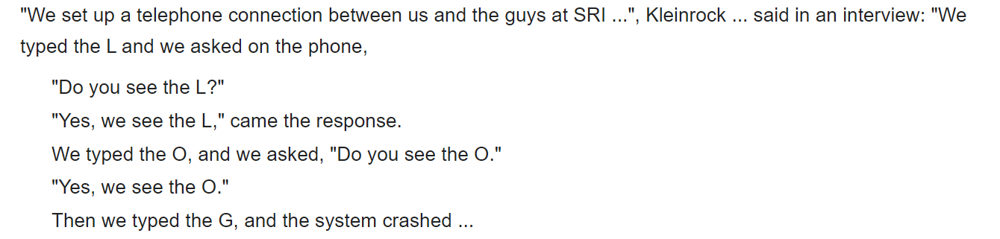 "We set up a telephone connection between us and the guys at SRI ...", Kleinrock ... said in an interview: "We
typed the L and we asked on the phone,
"Do you see the L?"
"Yes, we see the L," came the response.
We typed the O, and we asked, "Do you see the O."
"Yes, we see the O."
Then we typed the G, and the system crashed ...